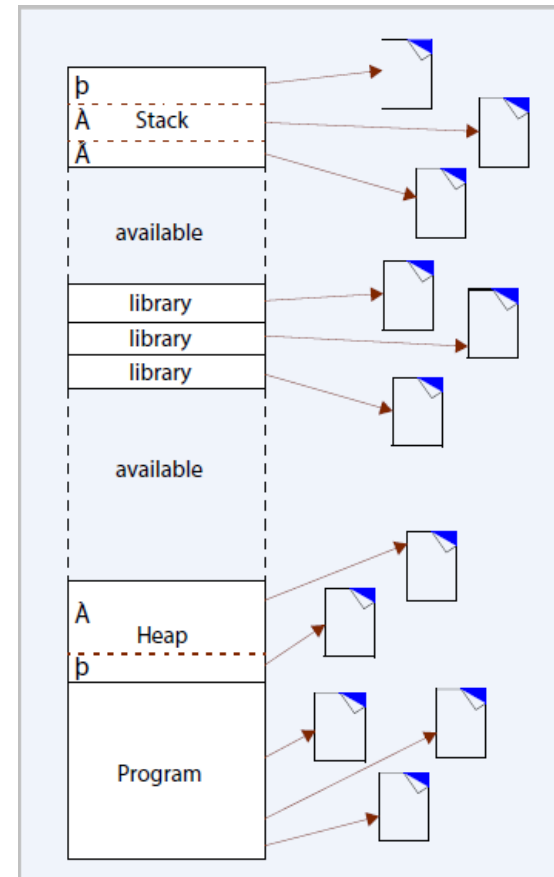 þ
À Stack
Ã
available
library
library
library
available
À
Heap
þ
Program